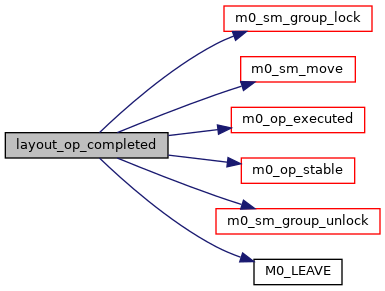 m0_sm_group_lock
m0_sm_move
m0_op_executed
layout_op_completed
m0_op_stable
m0_sm_group_unlock
M0_LEAVE